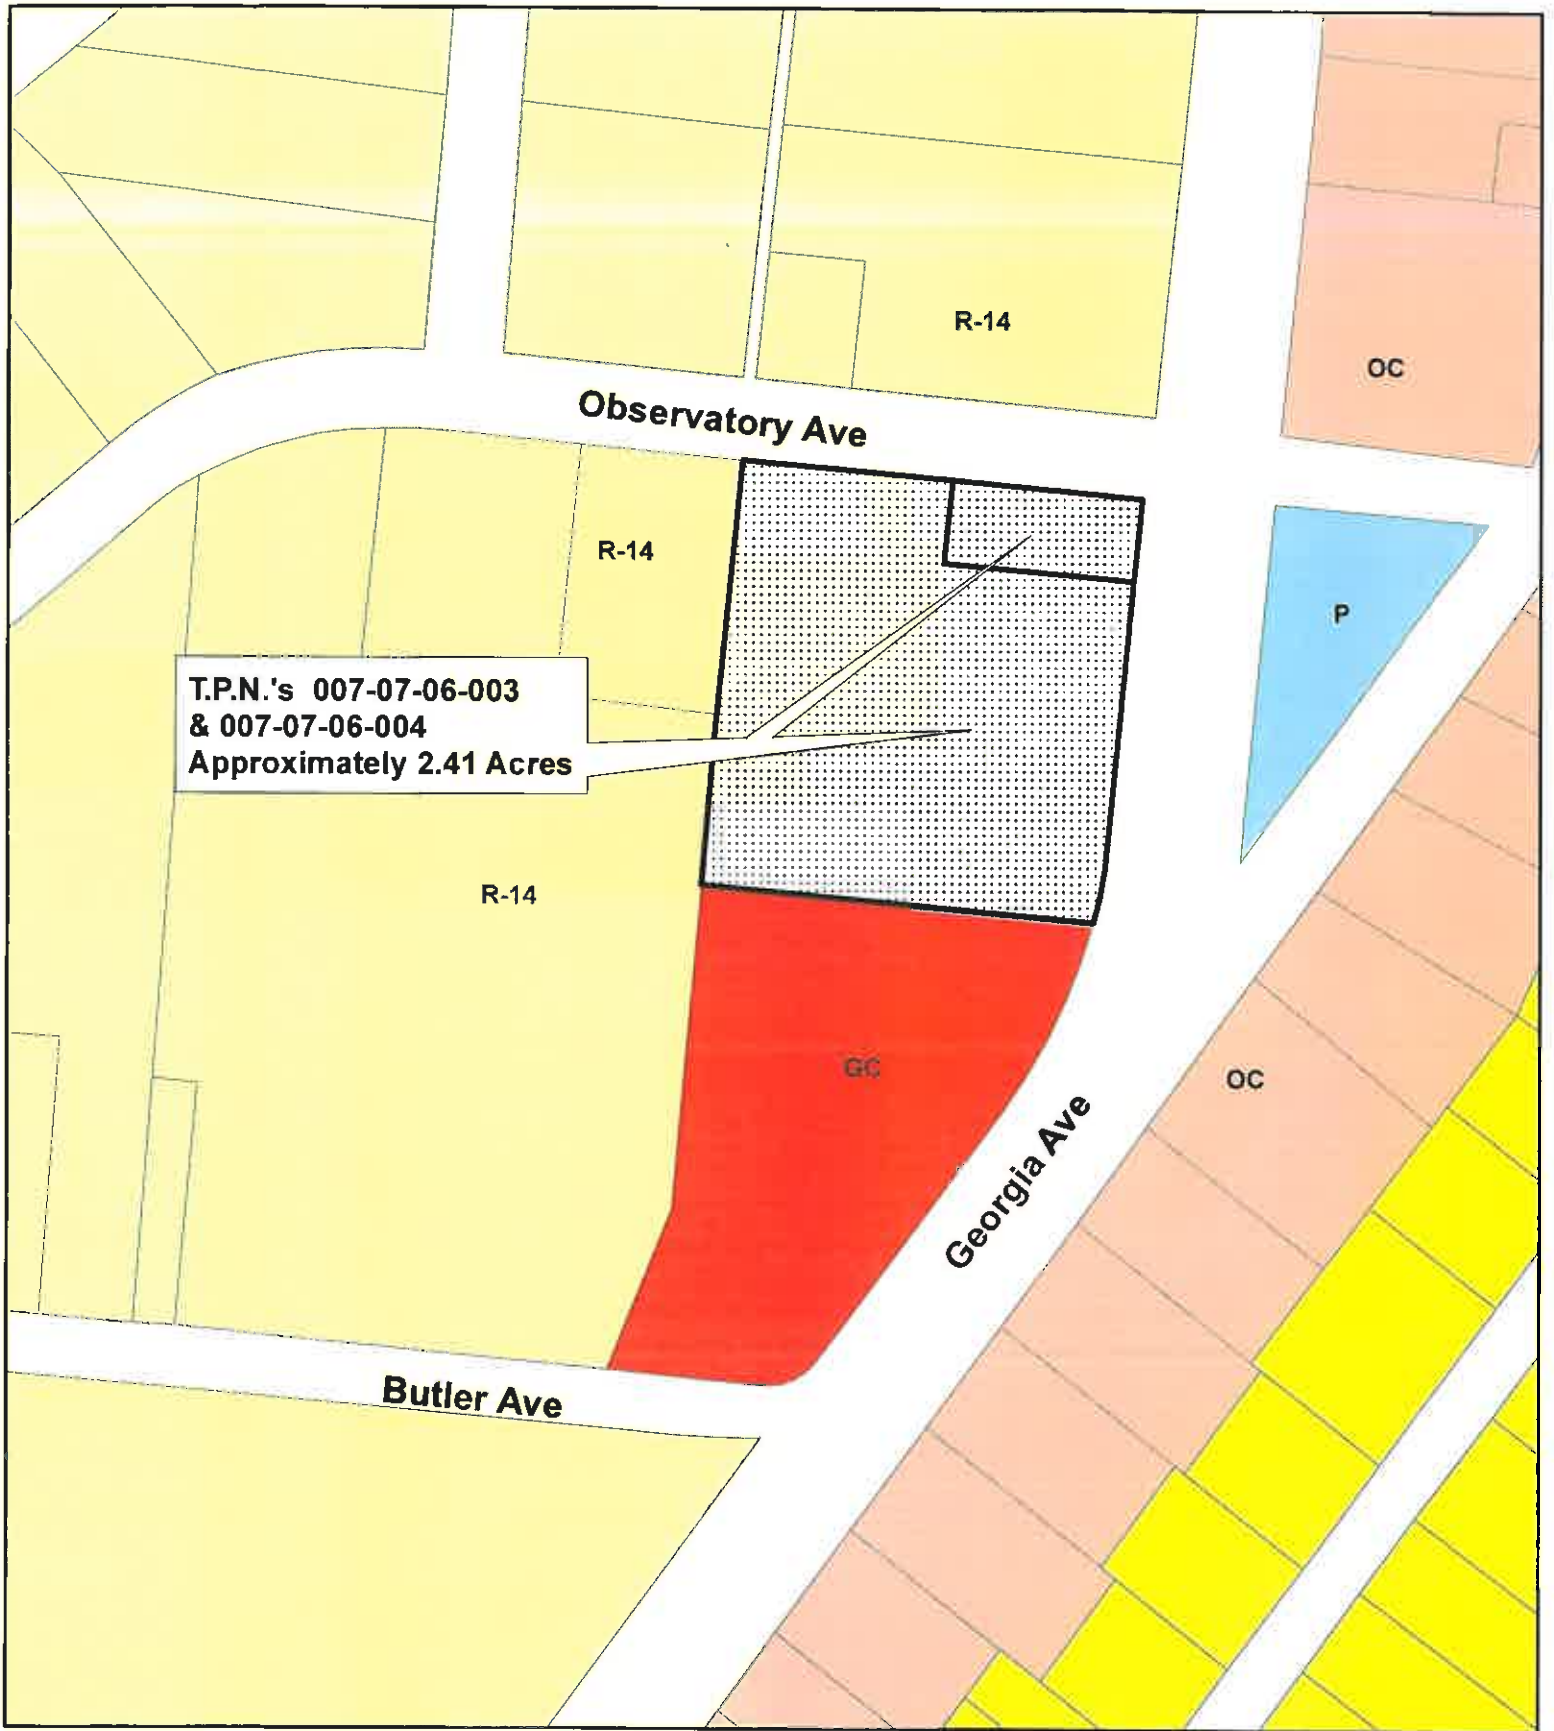 R-14
OC
Observatory Ave
R-14
P
T.P.N.'s 007-07-06-003
& 007-07-06-004
Approximately 2.41 Acres
R-14
GC
OC
Georgia Ave
Butler Ave